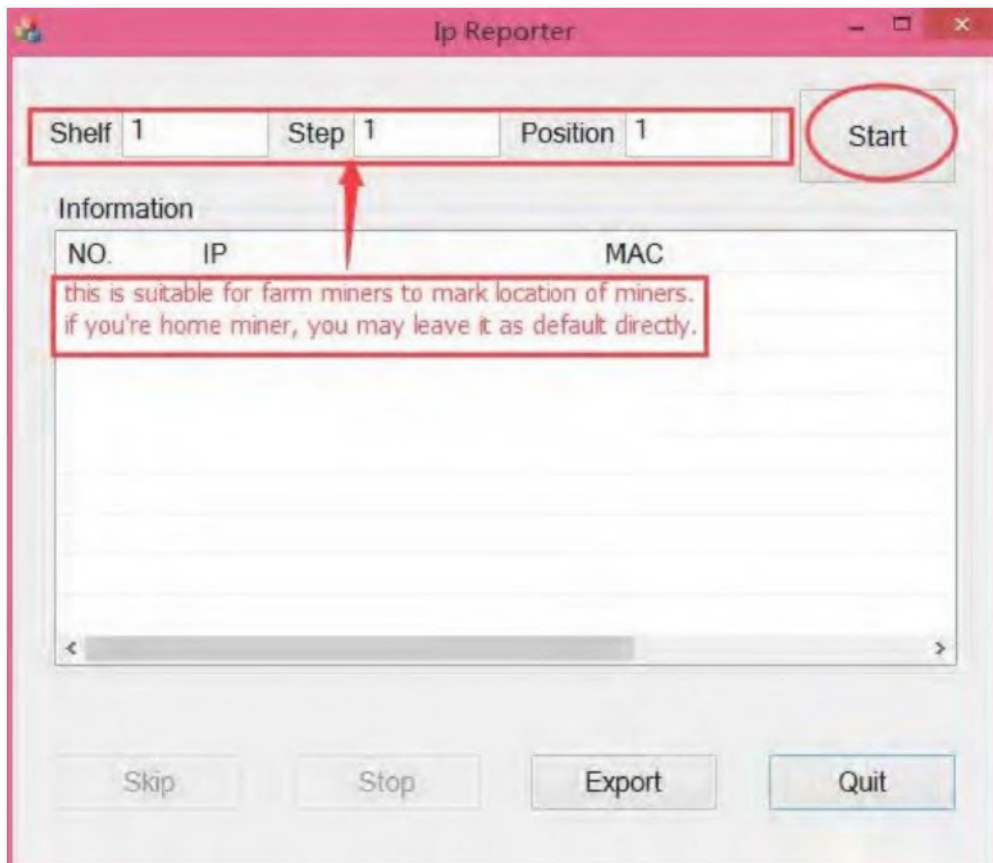 Ip Reporter
Shelf 1 Step 1 Position 1 Start
Information
NO. IP MAC
this is suitable for farm miners to mark location of miners.
if you're home miner, you may leave it as default directly.
Skip Stop Export Quit